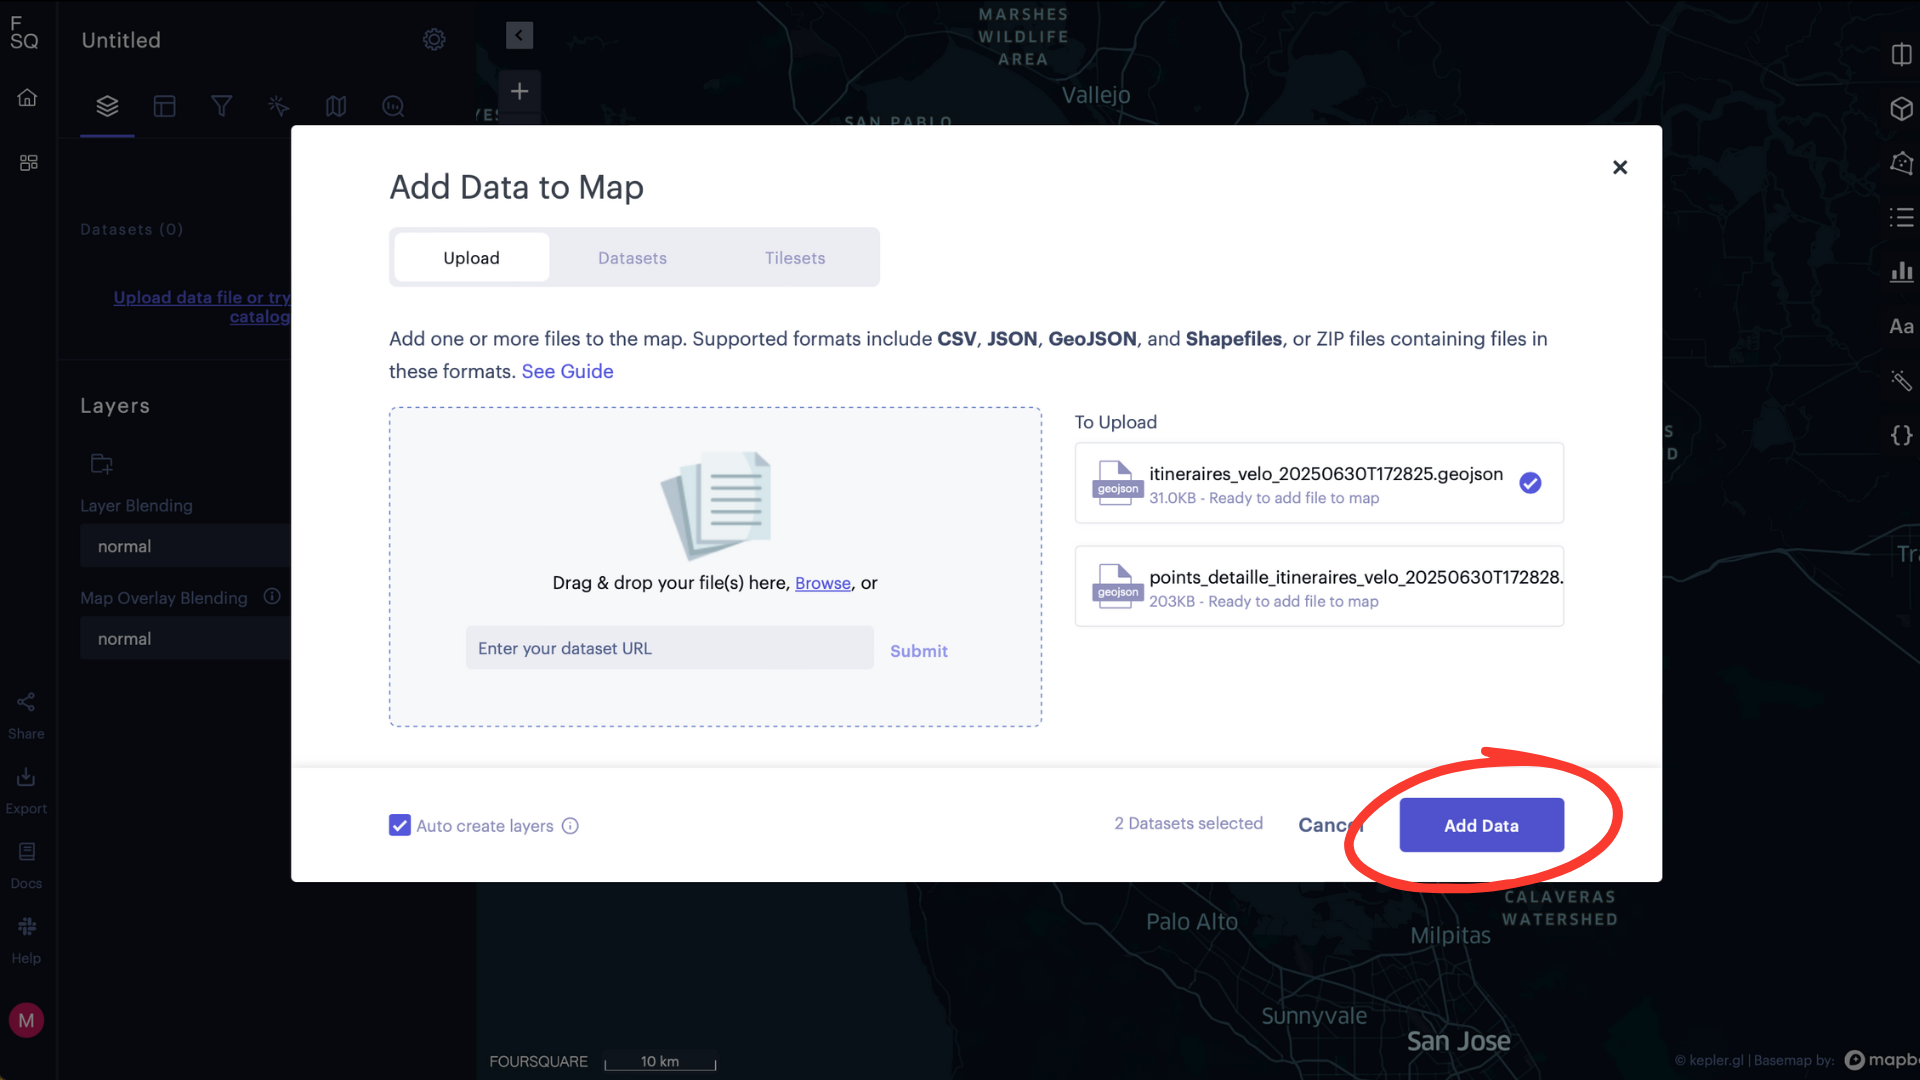 F
SQ
Untitled
Datasets (0)
Upload data file or try
catalog
Layers
Layer Blending
normal
Map Overlay Blending
normal
Share
Export
Docs
Help
M
MARSHES
WILDLIFE
AREA
Vallejo
SAN PABLO
Add Data to Map
Upload
Datasets
Tilesets
Add one or more files to the map. Supported formats include CSV, JSON, GeoJSON, and Shapefiles, or ZIP files containing files in
these formats. See Guide
Drag & drop your file(s) here, Browse, or
Enter your dataset URL
Submit
To Upload
geojson
itineraires_velo_20250630T172825.geojson
31.0KB - Ready to add file to map
geojson
points_detaille_itineraires_velo_20250630T172828.
203KB - Ready to add file to map
Auto create layers
2 Datasets selected
Cancel
Add Data
Aa
{}
CALAVERAS
WATERSHED
Palo Alto
Milpitas
Sunnyvale
San Jose
FOURSQUARE
10 km
© kepler.gl | Basemap by:
mapb